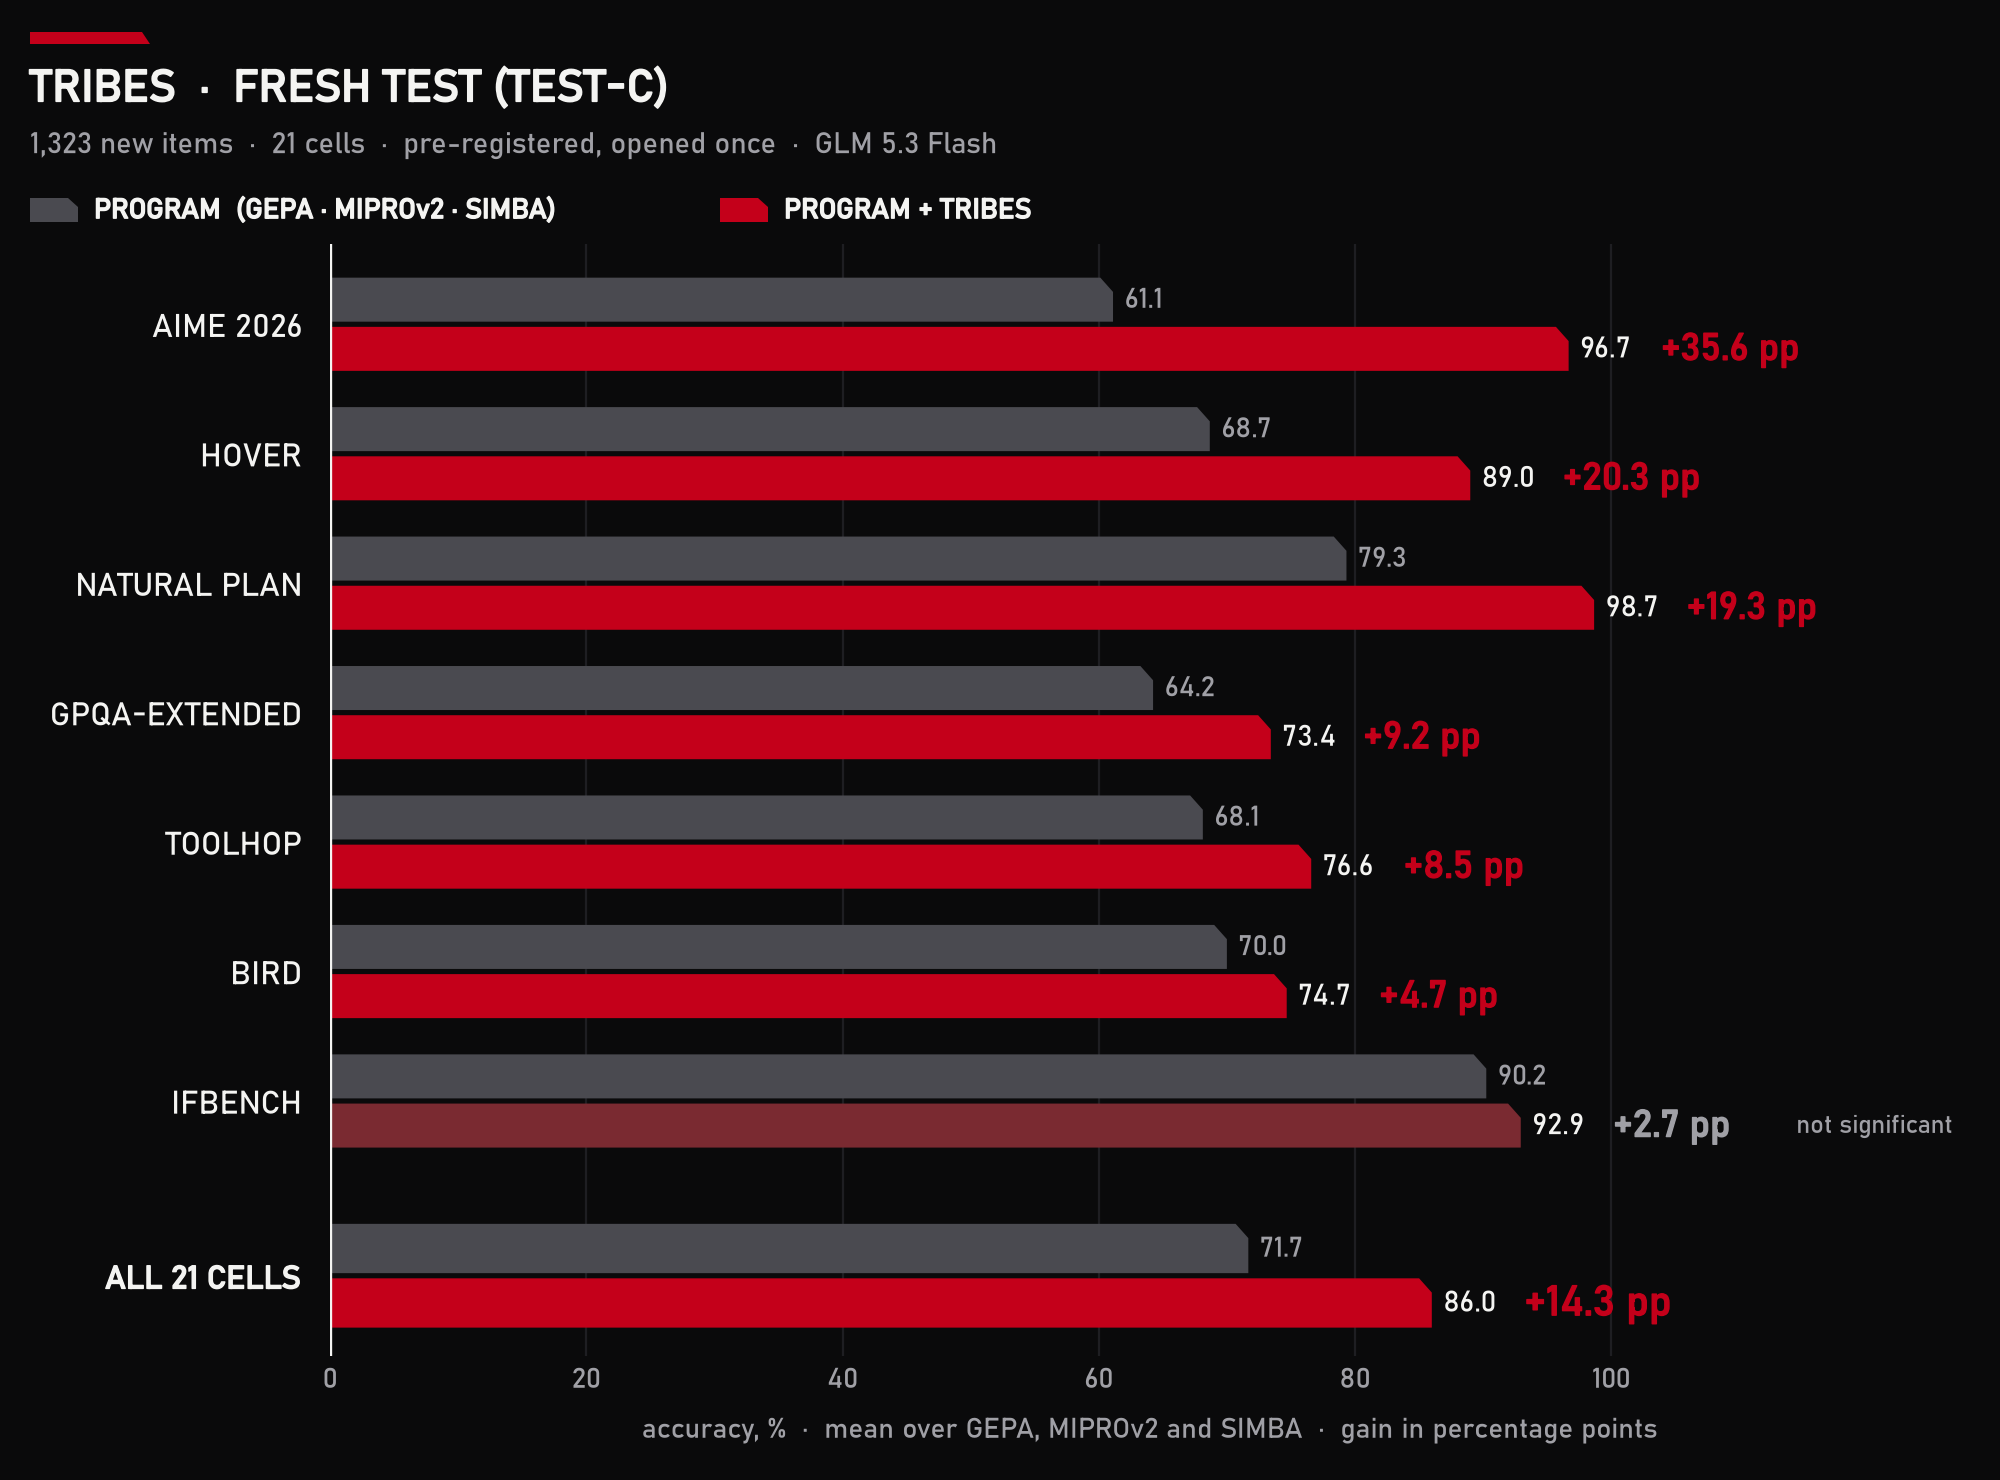 TRIBES · FRESH TEST (TEST-C)
1,323 new items · 21 cells · pre-registered, opened once · GLM 5.3 Flash
PROGRAM (GEPA · MIPROv2 · SIMBA)
PROGRAM + TRIBES
AIME 2026
61.1
96.7 +35.6 pp
HOVER
68.7
89.0 +20.3 pp
NATURAL PLAN
79.3
98.7 +19.3 pp
GPQA-EXTENDED
64.2
73.4 +9.2 pp
TOOLHOP
68.1
76.6 +8.5 pp
BIRD
70.0
74.7 +4.7 pp
IFBENCH
90.2
92.9 +2.7 pp not significant
ALL 21 CELLS
71.7
86.0 +14.3 pp
0 20 40 60 80 100
accuracy, % · mean over GEPA, MIPROv2 and SIMBA · gain in percentage points